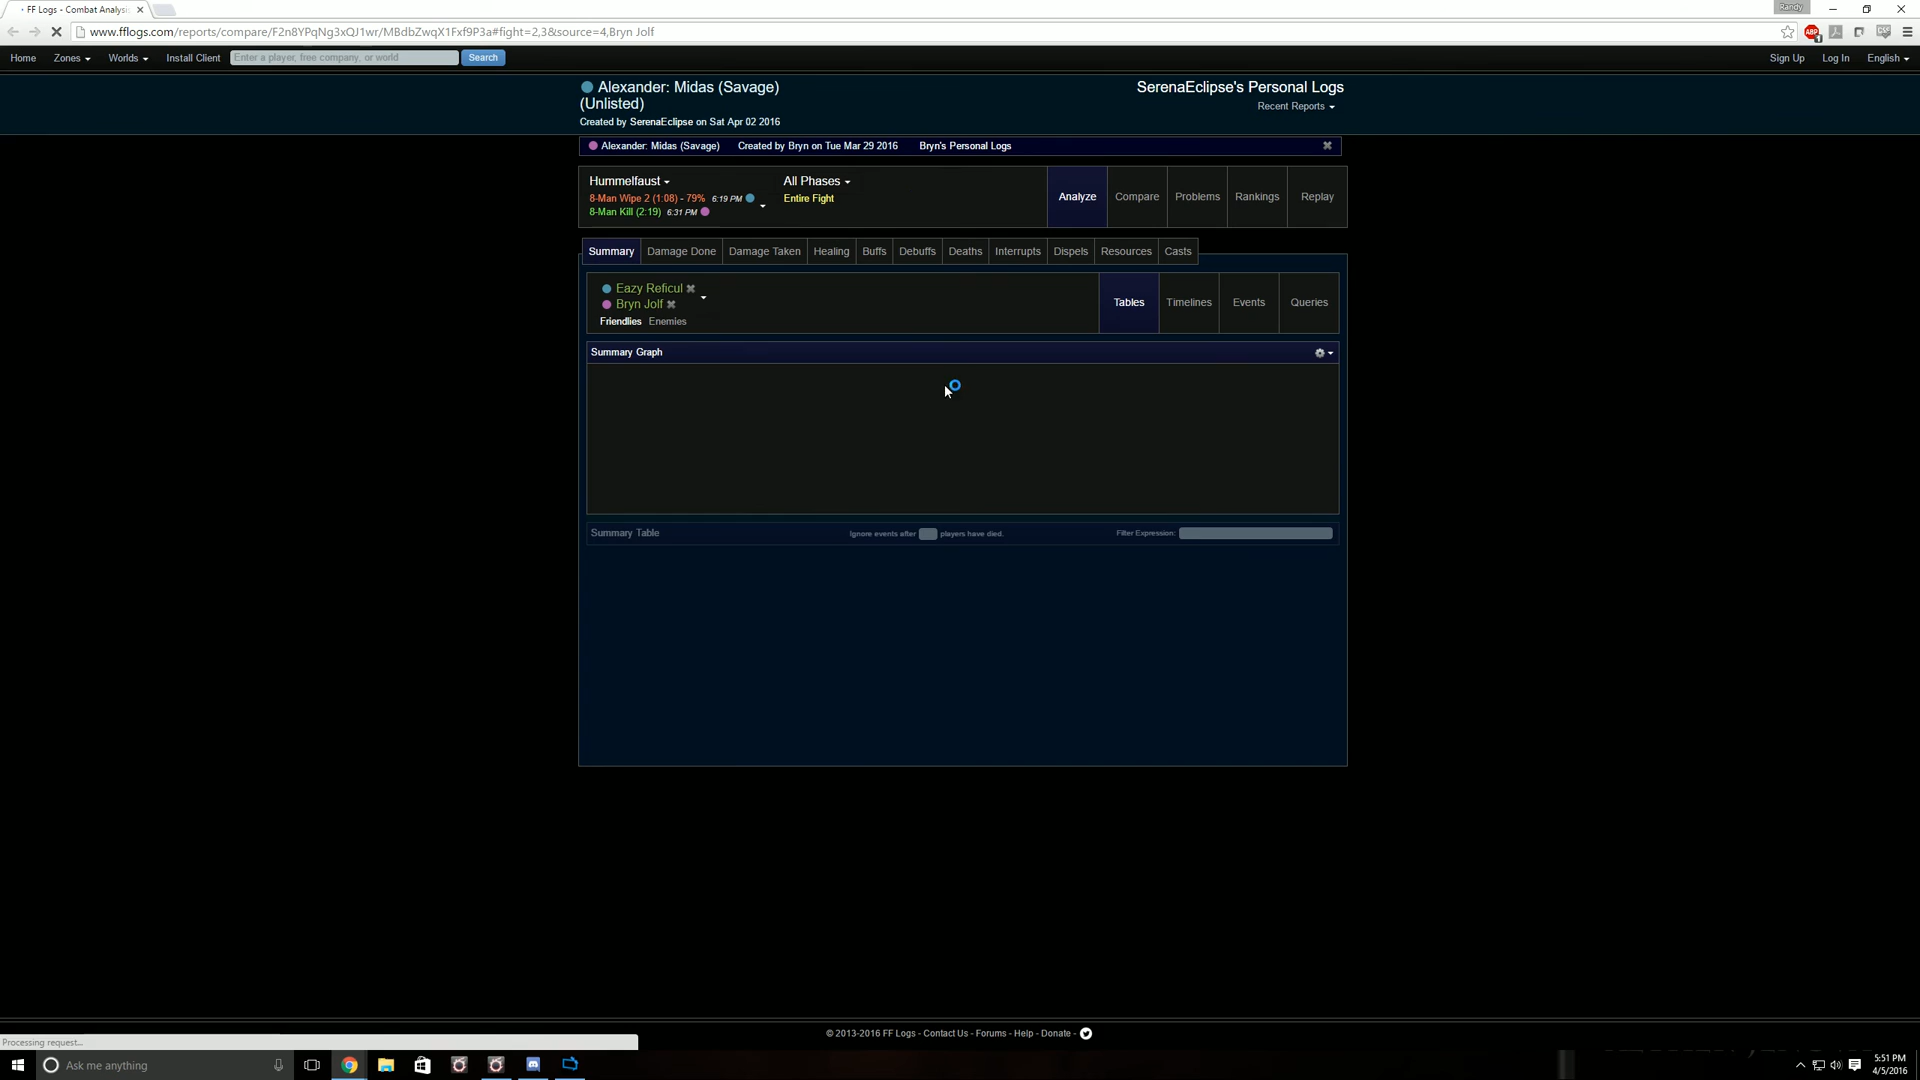 FF Logs - Combat Analysis
Randy
www.fflogs.com/reports/compare/F2n8YPqNg3xQJ1wr/MBdbZwqX1Fxf9P3a#fight=2,3&source=4,Bryn Jolf
ABP
Home Zones Worlds Install Client Enter a player, free company, or world Search Sign Up Log In English
Alexander: Midas (Savage) SerenaEclipse's Personal Logs
(Unlisted) Recent Reports
Created by SerenaEclipse on Sat Apr 02 2016
Alexander: Midas (Savage) Created by Bryn on Tue Mar 29 2016 Bryn's Personal Logs
Hummelfaust All Phases
8-Man Wipe 2 (1:08) - 79% 6:19 PM Entire Fight Analyze Compare Problems Rankings Replay
8-Man Kill (2:19) 6:31 PM
Summary Damage Done Damage Taken Healing Buffs Debuffs Deaths Interrupts Dispels Resources Casts
Eazy Reficul
Bryn Jolf Tables Timelines Events Queries
Friendlies Enemies
Summary Graph
Summary Table Ignore events after players have died. Filter Expression:
© 2013-2016 FF Logs - Contact Us - Forums - Help - Donate -
Processing request...
Ask me anything
5:51 PM
4/5/2016